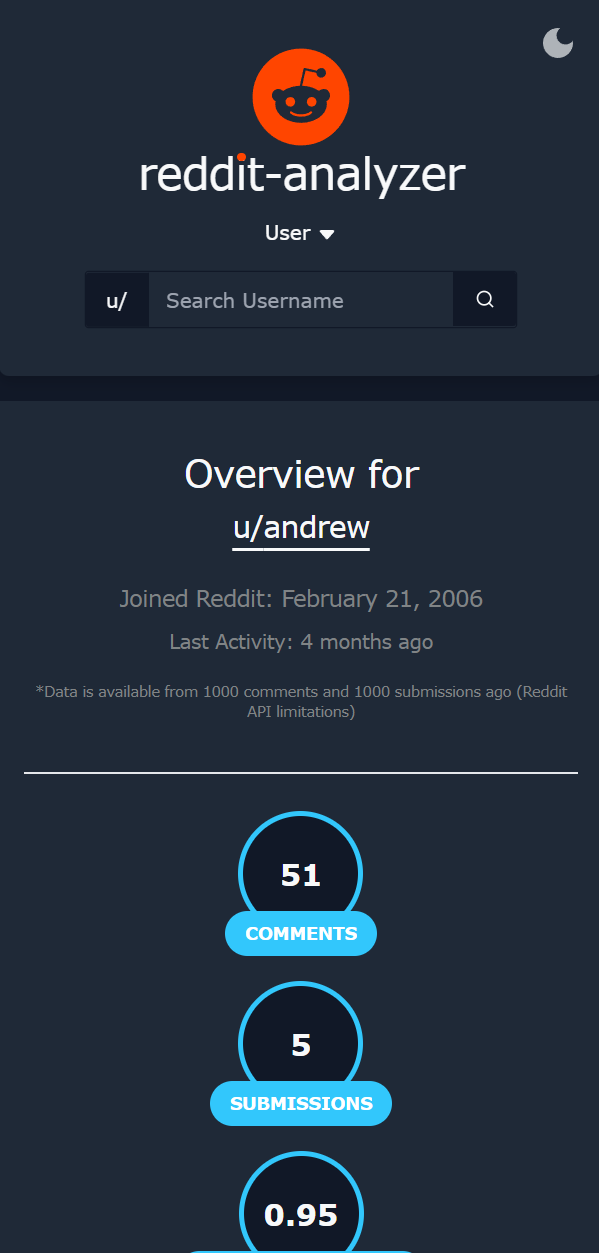 reddit-analyzer
User
u/
Search Username
Overview for
u/andrew
Joined Reddit: February 21, 2006
Last Activity: 4 months ago
*Data is available from 1000 comments and 1000 submissions ago (Reddit
API limitations)
51
COMMENTS
5
SUBMISSIONS
0.95